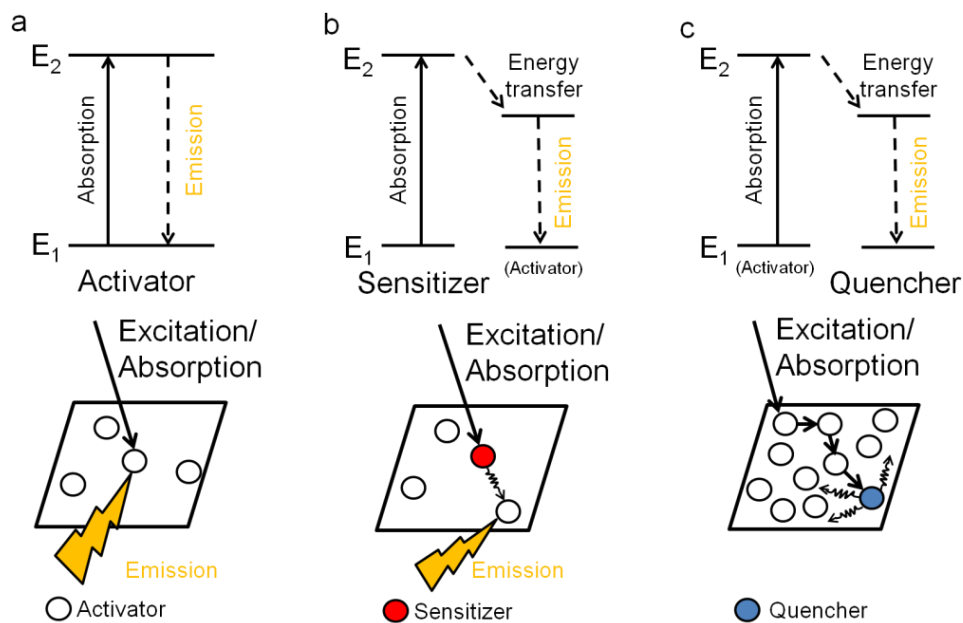 a
E2
Absorption
Emission
E1
Activator
Excitation/
Absorption
Emission
Activator
b
E2
Energy
transfer
Absorption
Emission
E1
(Activator)
Sensitizer
Excitation/
Absorption
Emission
Sensitizer
c
E2
Energy
transfer
Absorption
Emission
E1 (Activator)
Quencher
Excitation/
Absorption
Quencher